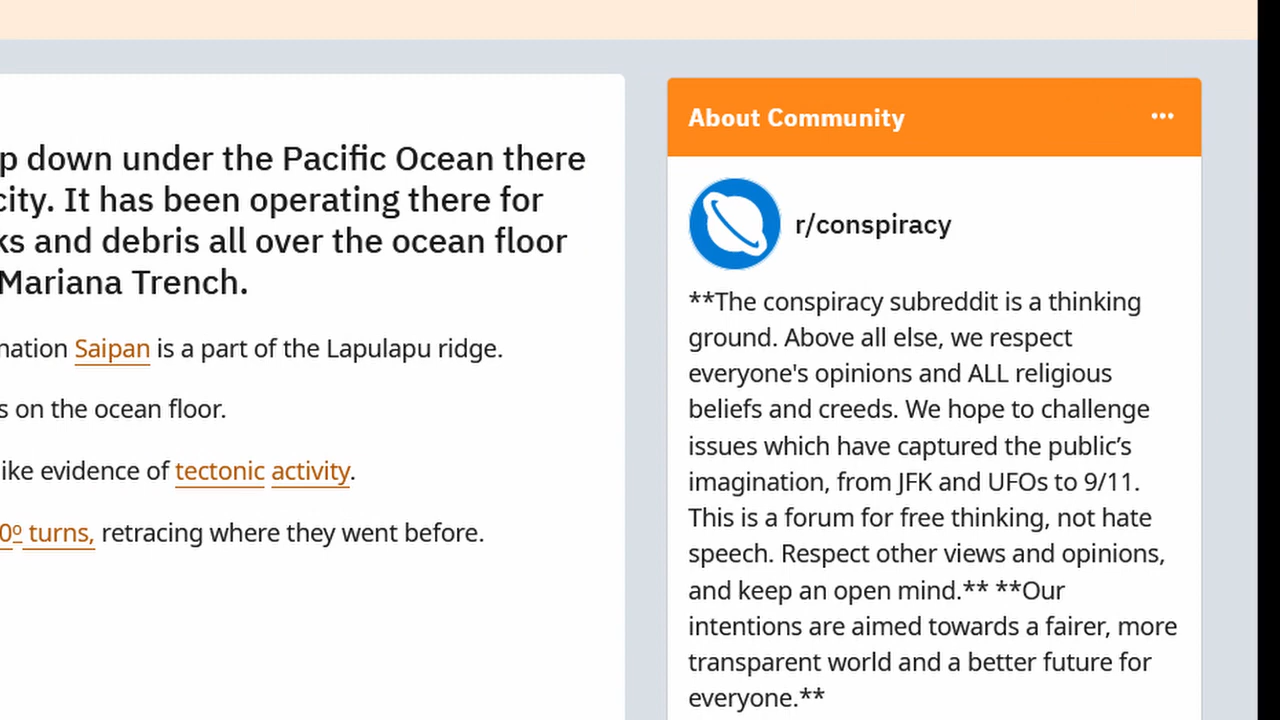 p down under the Pacific Ocean there
city. It has been operating there for
ks and debris all over the ocean floor
Mariana Trench.
nation Saipan is a part of the Lapulapu ridge.
s on the ocean floor.
ike evidence of tectonic activity.
0º turns, retracing where they went before.
About Community
r/conspiracy
**The conspiracy subreddit is a thinking
ground. Above all else, we respect
everyone's opinions and ALL religious
beliefs and creeds. We hope to challenge
issues which have captured the public’s
imagination, from JFK and UFOs to 9/11.
This is a forum for free thinking, not hate
speech. Respect other views and opinions,
and keep an open mind.** **Our
intentions are aimed towards a fairer, more
transparent world and a better future for
everyone.**